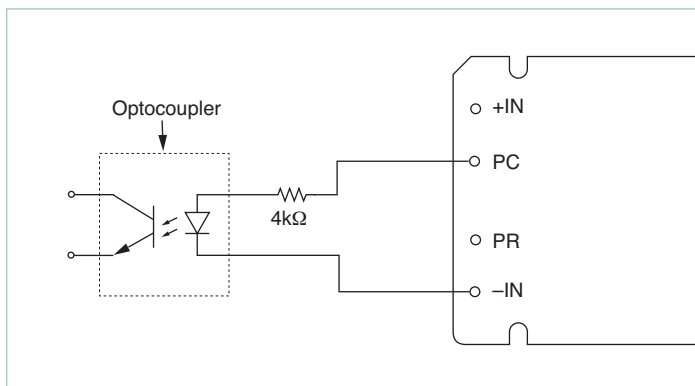 +IN
Optocoupler
PC
4kΩ
PR
–IN